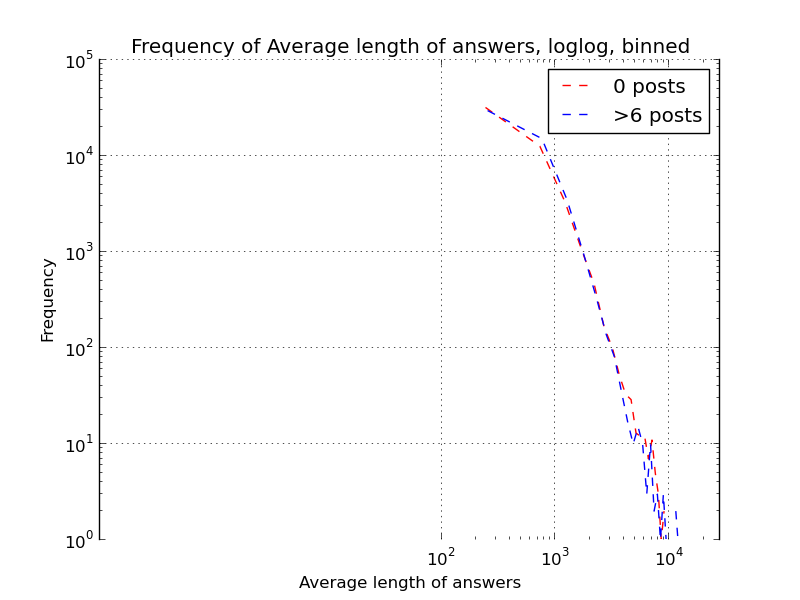 Frequency of Average length of answers, loglog, binned
10^5
10^4
10^3
10^2
10^1
10^0
Frequency
0 posts
>6 posts
10^2
10^3
10^4
Average length of answers